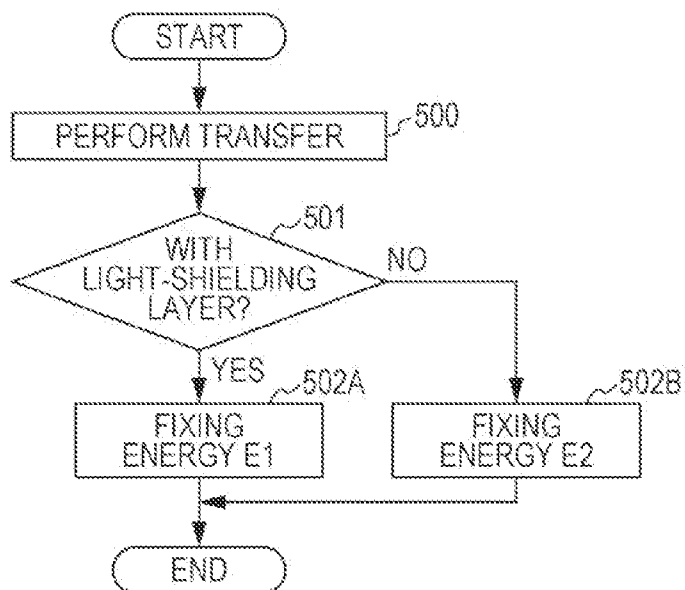 START
PERFORM TRANSFER
500
501
WITH
LIGHT-SHIELDING
LAYER?
NO
YES
502A
502B
FIXING
ENERGY E1
FIXING
ENERGY E2
END